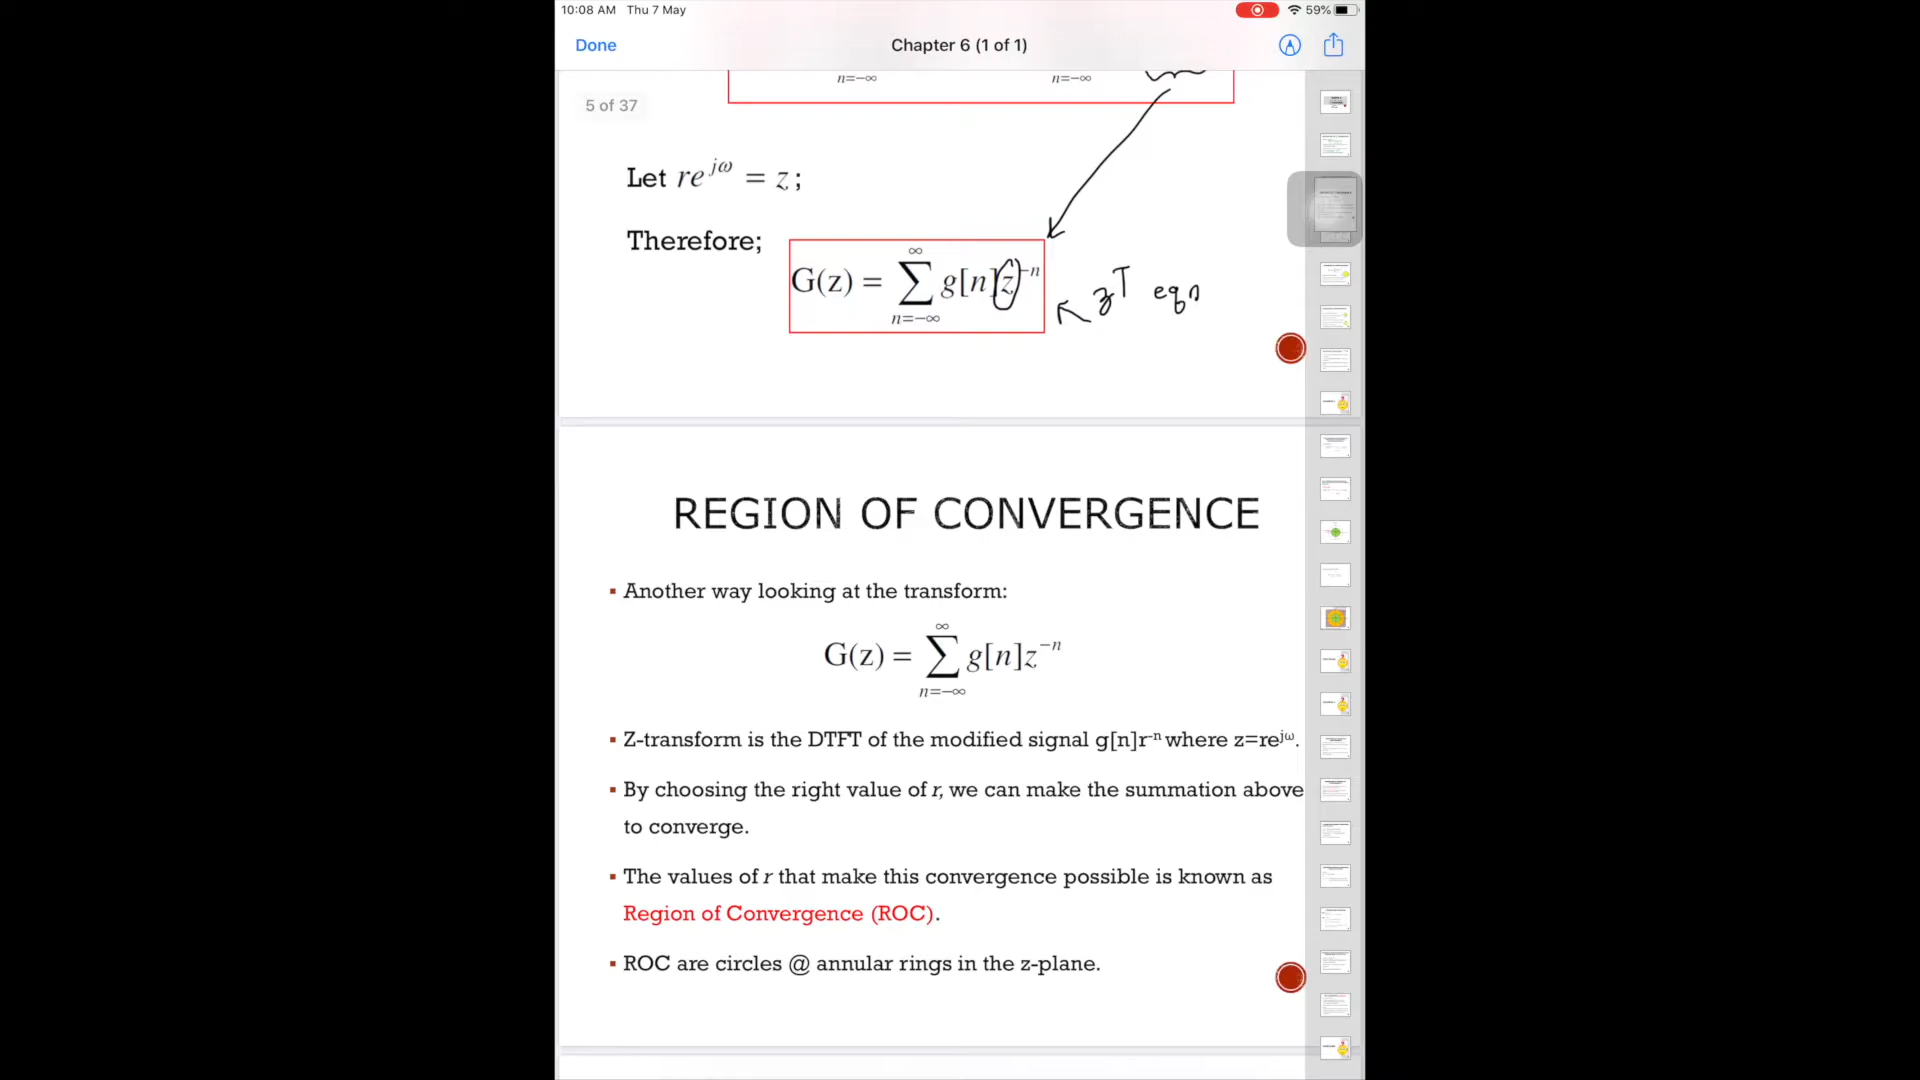 10:08 AM Thu 7 May
59%
Done
Chapter 6 (1 of 1)
n=−∞ n=−∞
5 of 37
Let re^{jω} = z;
Therefore;
G(z) = ∑_{n=−∞}^{∞} g[n]z^{−n}
zT eqn
REGION OF CONVERGENCE
▪ Another way looking at the transform:
G(z) = ∑_{n=−∞}^{∞} g[n]z^{−n}
▪ Z-transform is the DTFT of the modified signal g[n]r^{-n} where z=re^{jω}.
▪ By choosing the right value of r, we can make the summation above
to converge.
▪ The values of r that make this convergence possible is known as
Region of Convergence (ROC).
▪ ROC are circles @ annular rings in the z-plane.